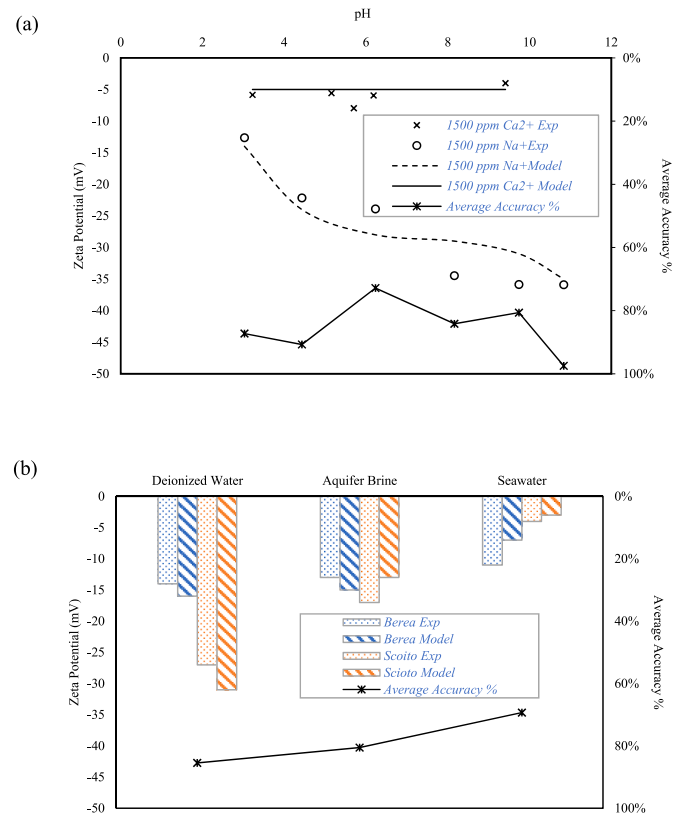 (a)
pH
0 2 4 6 8 10 12
0 0%
-5
-10 20%
-15
-20 40%
-25
-30 60%
-35
-40 80%
-45
-50 100%
Zeta Potential (mV)
Average Accuracy %
1500 ppm Ca2+ Exp
1500 ppm Na+Exp
1500 ppm Na+Model
1500 ppm Ca2+ Model
Average Accuracy %
(b)
Deionized Water Aquifer Brine Seawater
0 0%
-5
-10 20%
-15
-20 40%
-25
-30 60%
-35
-40 80%
-45
-50 100%
Zeta Potential (mV)
Average Accuracy %
Berea Exp
Berea Model
Scoito Exp
Scioto Model
Average Accuracy %